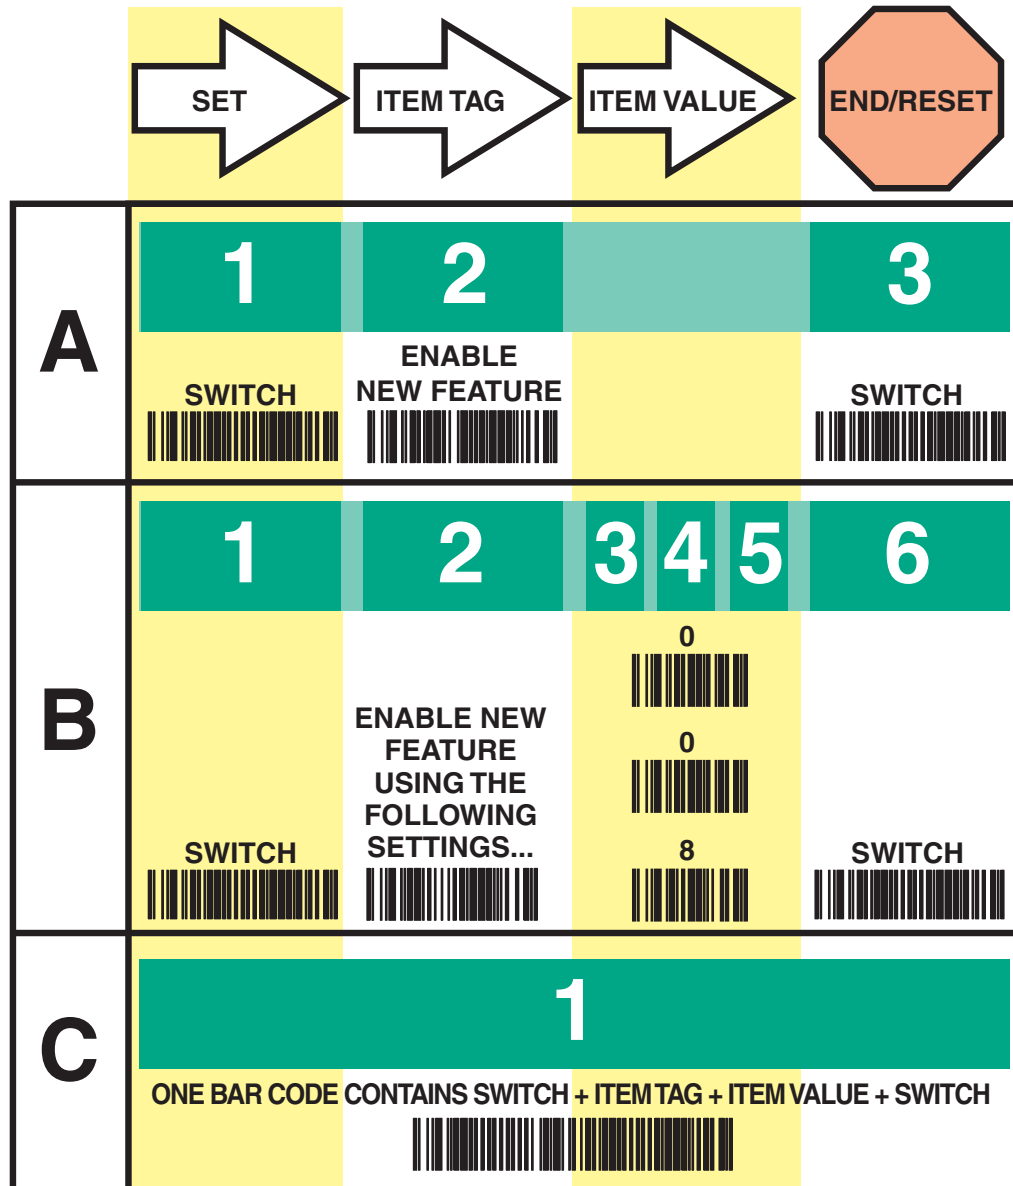 SET
ITEM TAG
ITEM VALUE
END/RESET
A
1
2
3
SWITCH
ENABLE
NEW FEATURE
SWITCH
B
1
2
3
4
5
6
SWITCH
ENABLE NEW
FEATURE
USING THE
FOLLOWING
SETTINGS...
0
0
8
SWITCH
C
1
ONE BAR CODE CONTAINS SWITCH + ITEM TAG + ITEM VALUE + SWITCH